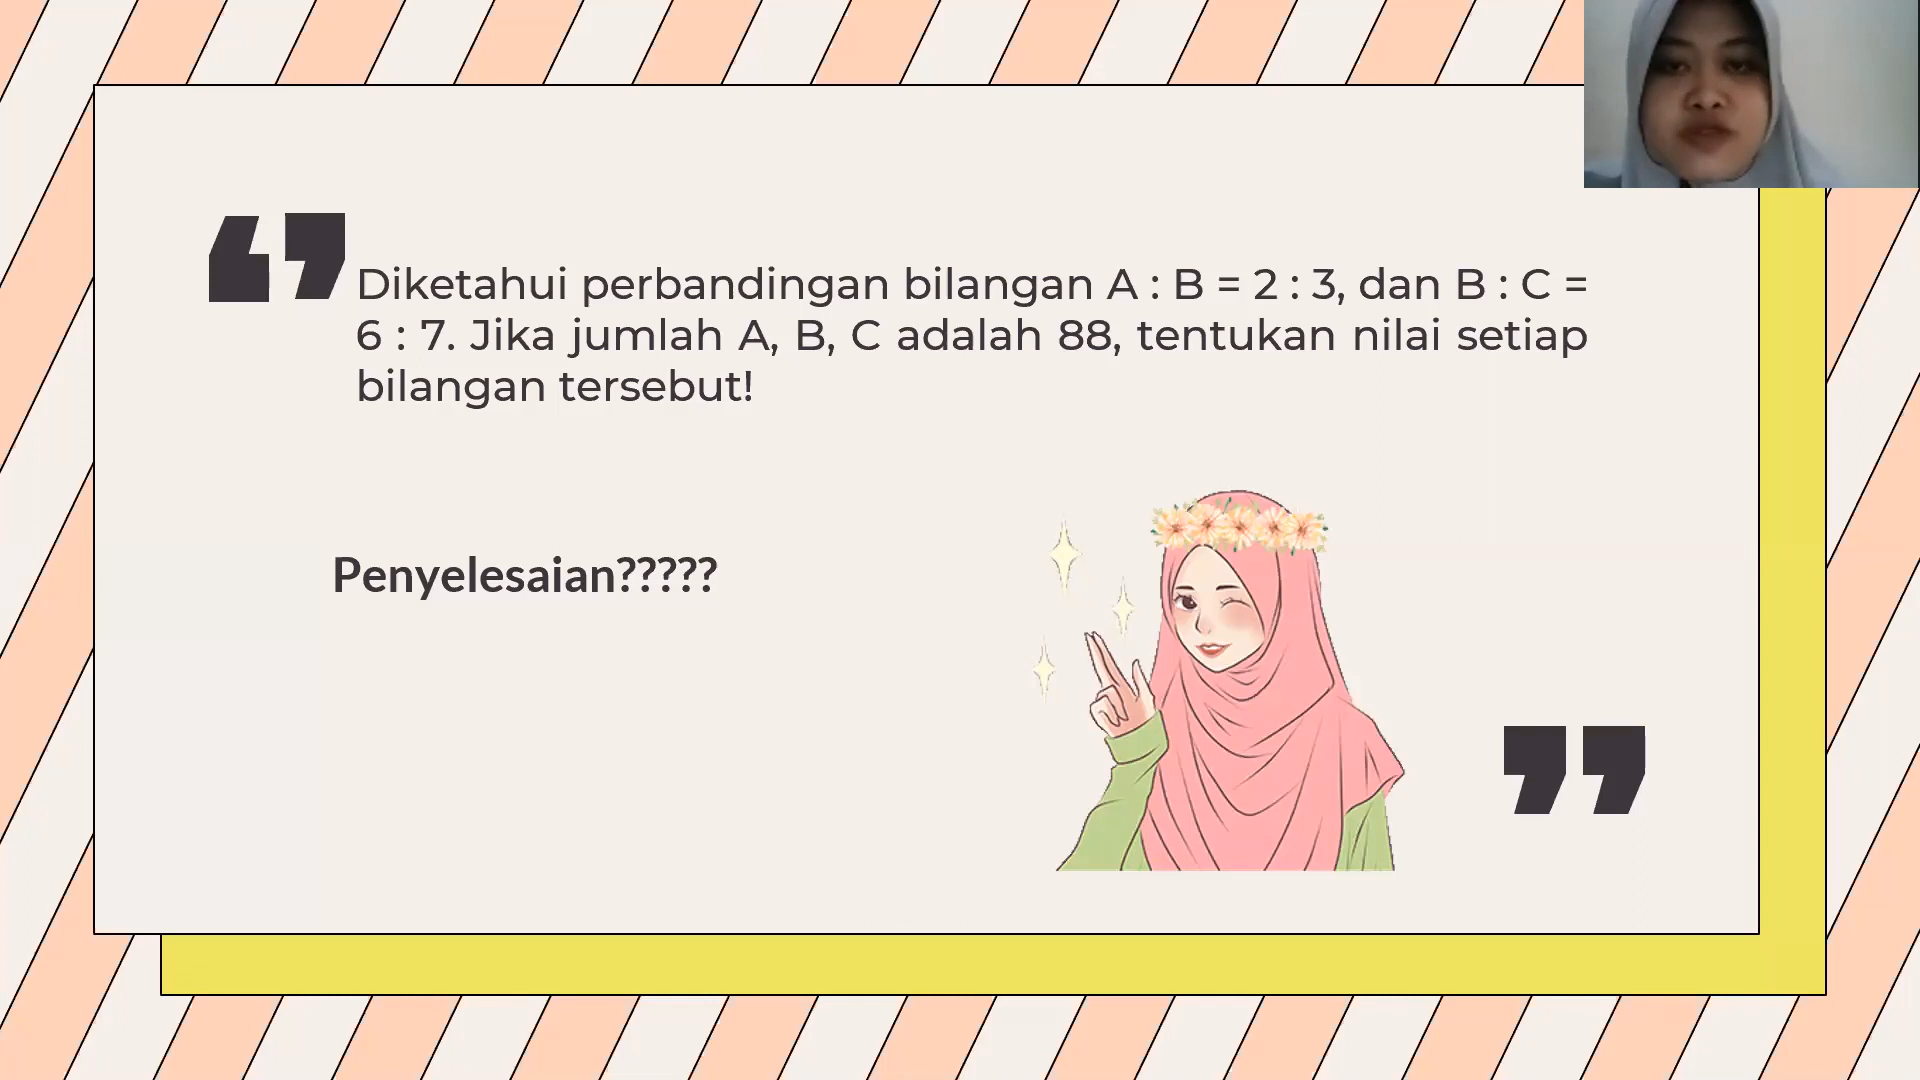 Diketahui perbandingan bilangan A : B = 2 : 3, dan B : C =
6 : 7. Jika jumlah A, B, C adalah 88, tentukan nilai setiap
bilangan tersebut!
Penyelesaian?????